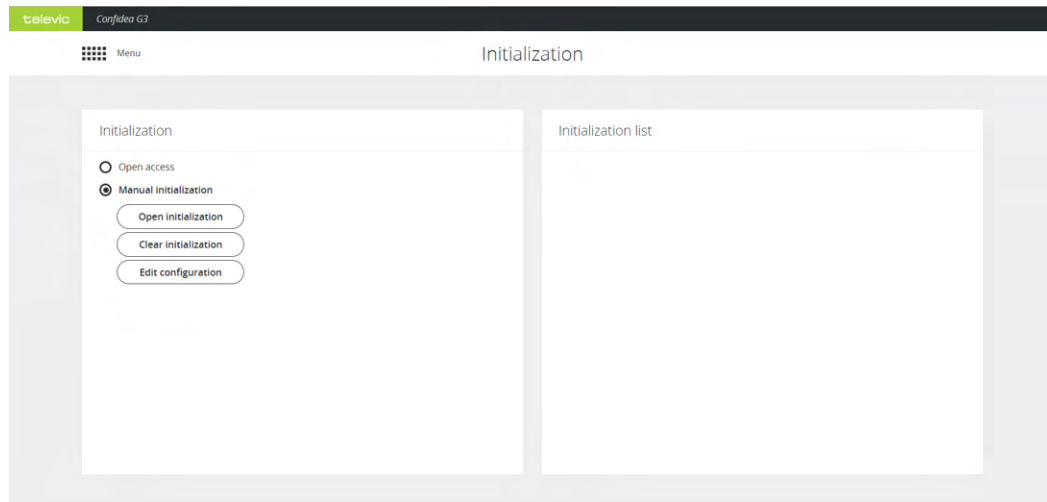 televic Confidea G3
Menu
Initialization
Initialization
Open access
Manual initialization
Open initialization
Clear initialization
Edit configuration
Initialization list